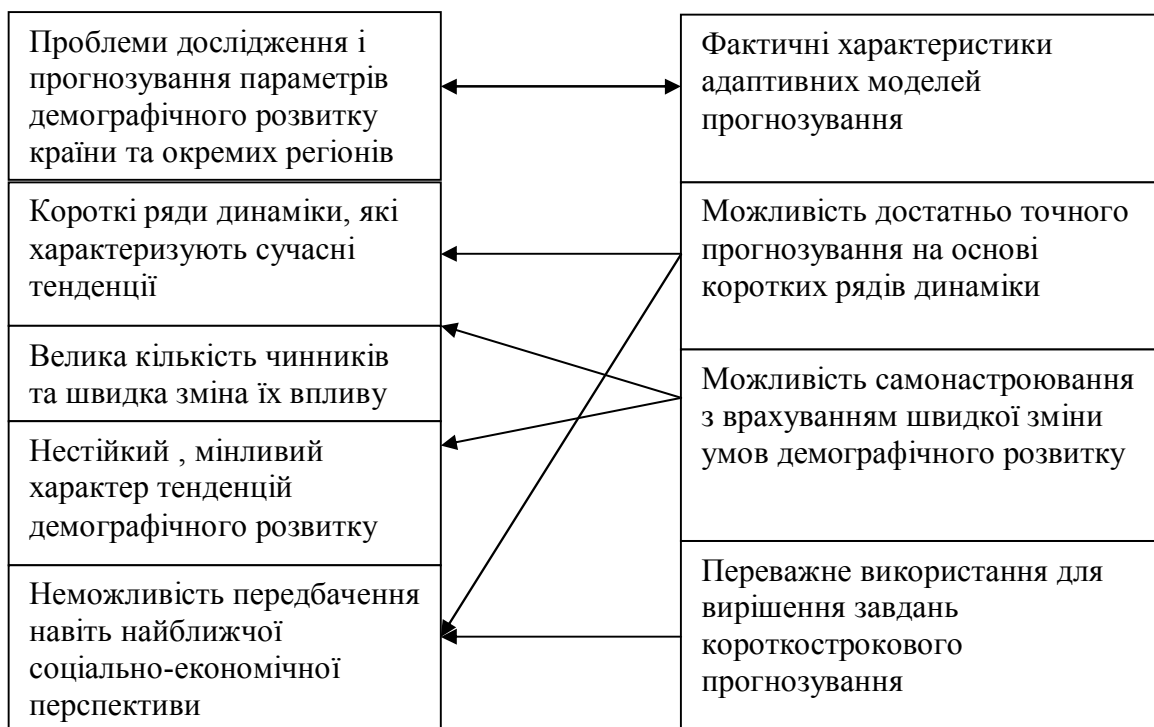 Проблеми дослідження і
прогнозування параметрів
демографічного розвитку
країни та окремих регіонів
Короткі ряди динаміки, які
характеризують сучасні
тенденції
Велика кількість чинників
та швидка зміна їх впливу
Нестійкий , мінливий
характер тенденцій
демографічного розвитку
Неможливість передбачення
навіть найближчої
соціально-економічної
перспективи
Фактичні характеристики
адаптивних моделей
прогнозування
Можливість достатньо точного
прогнозування на основі
коротких рядів динаміки
Можливість самонастроювання
з врахуванням швидкої зміни
умов демографічного розвитку
Переважне використання для
вирішення завдань
короткострокового
прогнозування